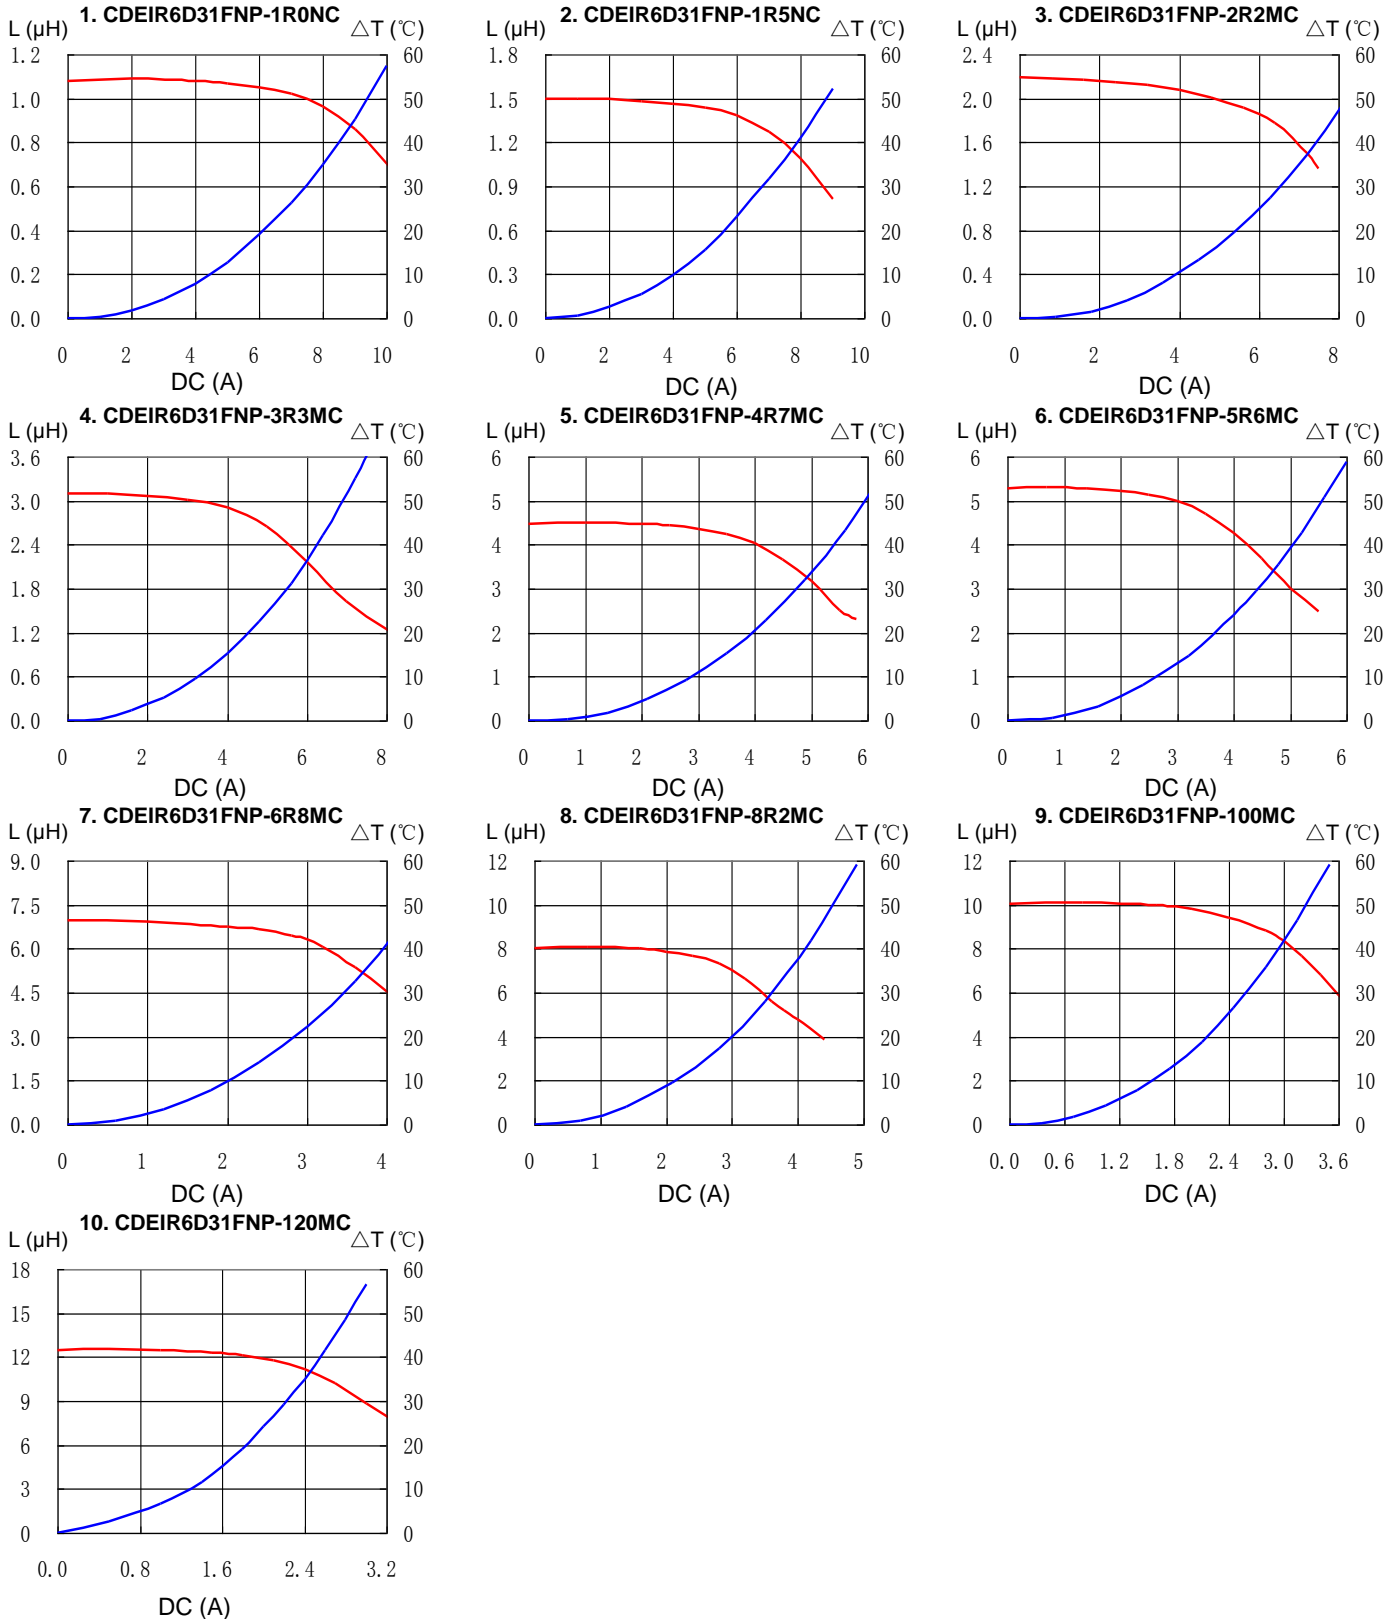 1. CDEIR6D31FNP-1R0NC
L (μH) △T (℃)
1.2 60
1.0 50
0.8 40
0.6 30
0.4 20
0.2 10
0.0 0
0 2 4 6 8 10
DC (A)
2. CDEIR6D31FNP-1R5NC
L (μH) △T (℃)
1.8 60
1.5 50
1.2 40
0.9 30
0.6 20
0.3 10
0.0 0
0 2 4 6 8 10
DC (A)
3. CDEIR6D31FNP-2R2MC
L (μH) △T (℃)
2.4 60
2.0 50
1.6 40
1.2 30
0.8 20
0.4 10
0.0 0
0 2 4 6 8
DC (A)
4. CDEIR6D31FNP-3R3MC
L (μH) △T (℃)
3.6 60
3.0 50
2.4 40
1.8 30
1.2 20
0.6 10
0.0 0
0 2 4 6 8
DC (A)
5. CDEIR6D31FNP-4R7MC
L (μH) △T (℃)
6 60
5 50
4 40
3 30
2 20
1 10
0 0
0 1 2 3 4 5 6
DC (A)
6. CDEIR6D31FNP-5R6MC
L (μH) △T (℃)
6 60
5 50
4 40
3 30
2 20
1 10
0 0
0 1 2 3 4 5 6
DC (A)
7. CDEIR6D31FNP-6R8MC
L (μH) △T (℃)
9.0 60
7.5 50
6.0 40
4.5 30
3.0 20
1.5 10
0.0 0
0 1 2 3 4
DC (A)
8. CDEIR6D31FNP-8R2MC
L (μH) △T (℃)
12 60
10 50
8 40
6 30
4 20
2 10
0 0
0 1 2 3 4 5
DC (A)
9. CDEIR6D31FNP-100MC
L (μH) △T (℃)
12 60
10 50
8 40
6 30
4 20
2 10
0 0
0.0 0.6 1.2 1.8 2.4 3.0 3.6
DC (A)
10. CDEIR6D31FNP-120MC
L (μH) △T (℃)
18 60
15 50
12 40
9 30
6 20
3 10
0 0
0.0 0.8 1.6 2.4 3.2
DC (A)